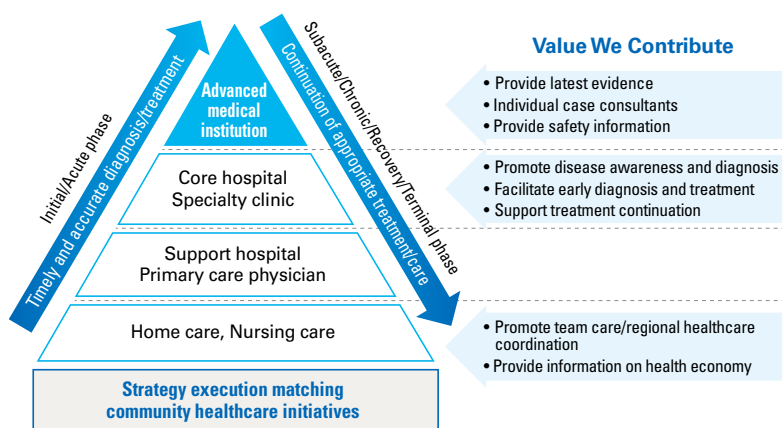 Value We Contribute
Initial/Acute phase
Timely and accurate diagnosis/treatment
Subacute/Chronic/Recovery/Terminal phase
Continuation of appropriate treatment/care
Advanced
medical
institution
• Provide latest evidence
• Individual case consultants
• Provide safety information
Core hospital
Specialty clinic
• Promote disease awareness and diagnosis
• Facilitate early diagnosis and treatment
• Support treatment continuation
Support hospital
Primary care physician
Home care, Nursing care
• Promote team care/regional healthcare
coordination
• Provide information on health economy
Strategy execution matching
community healthcare initiatives